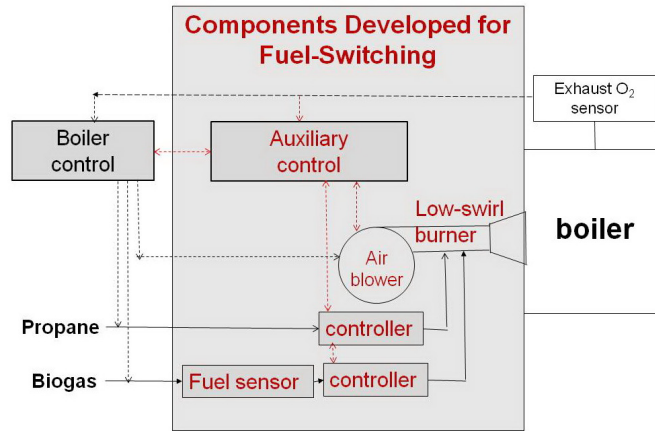 Components Developed for
Fuel-Switching
Exhaust O₂
sensor
Boiler
control
Auxiliary
control
Low-swirl
burner
boiler
Air
blower
Propane
controller
Biogas
Fuel sensor
controller